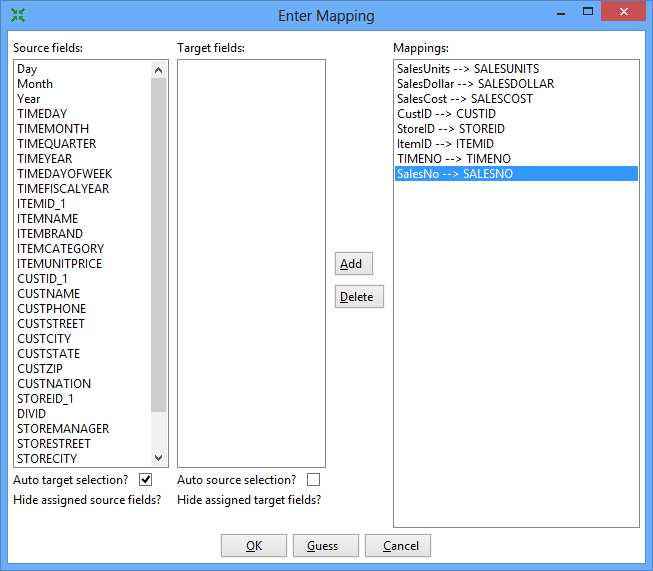 Enter Mapping
Source fields:
Day
Month
Year
TIMEDAY
TIMEMONTH
TIMEQUARTER
TIMEYEAR
TIMEDAYOFWEEK
TIMEFISCALYEAR
ITEMID_1
ITEMNAME
ITEMBRAND
ITEMCATEGORY
ITEMUNITPRICE
CUSTID_1
CUSTNAME
CUSTPHONE
CUSTSTREET
CUSTCITY
CUSTSTATE
CUSTZIP
CUSTNATION
STOREID_1
DIVID
STOREMANAGER
STORESTREET
STORECITY
Auto target selection?
Hide assigned source fields?
Target fields:
Auto source selection?
Hide assigned target fields?
Add
Delete
Mappings:
SalesUnits --> SALESUNITS
SalesDollar --> SALESDOLLAR
SalesCost --> SALESCOST
CustID --> CUSTID
StoreID --> STOREID
ItemID --> ITEMID
TIMENO --> TIMENO
SalesNo --> SALESNO
OK
Guess
Cancel